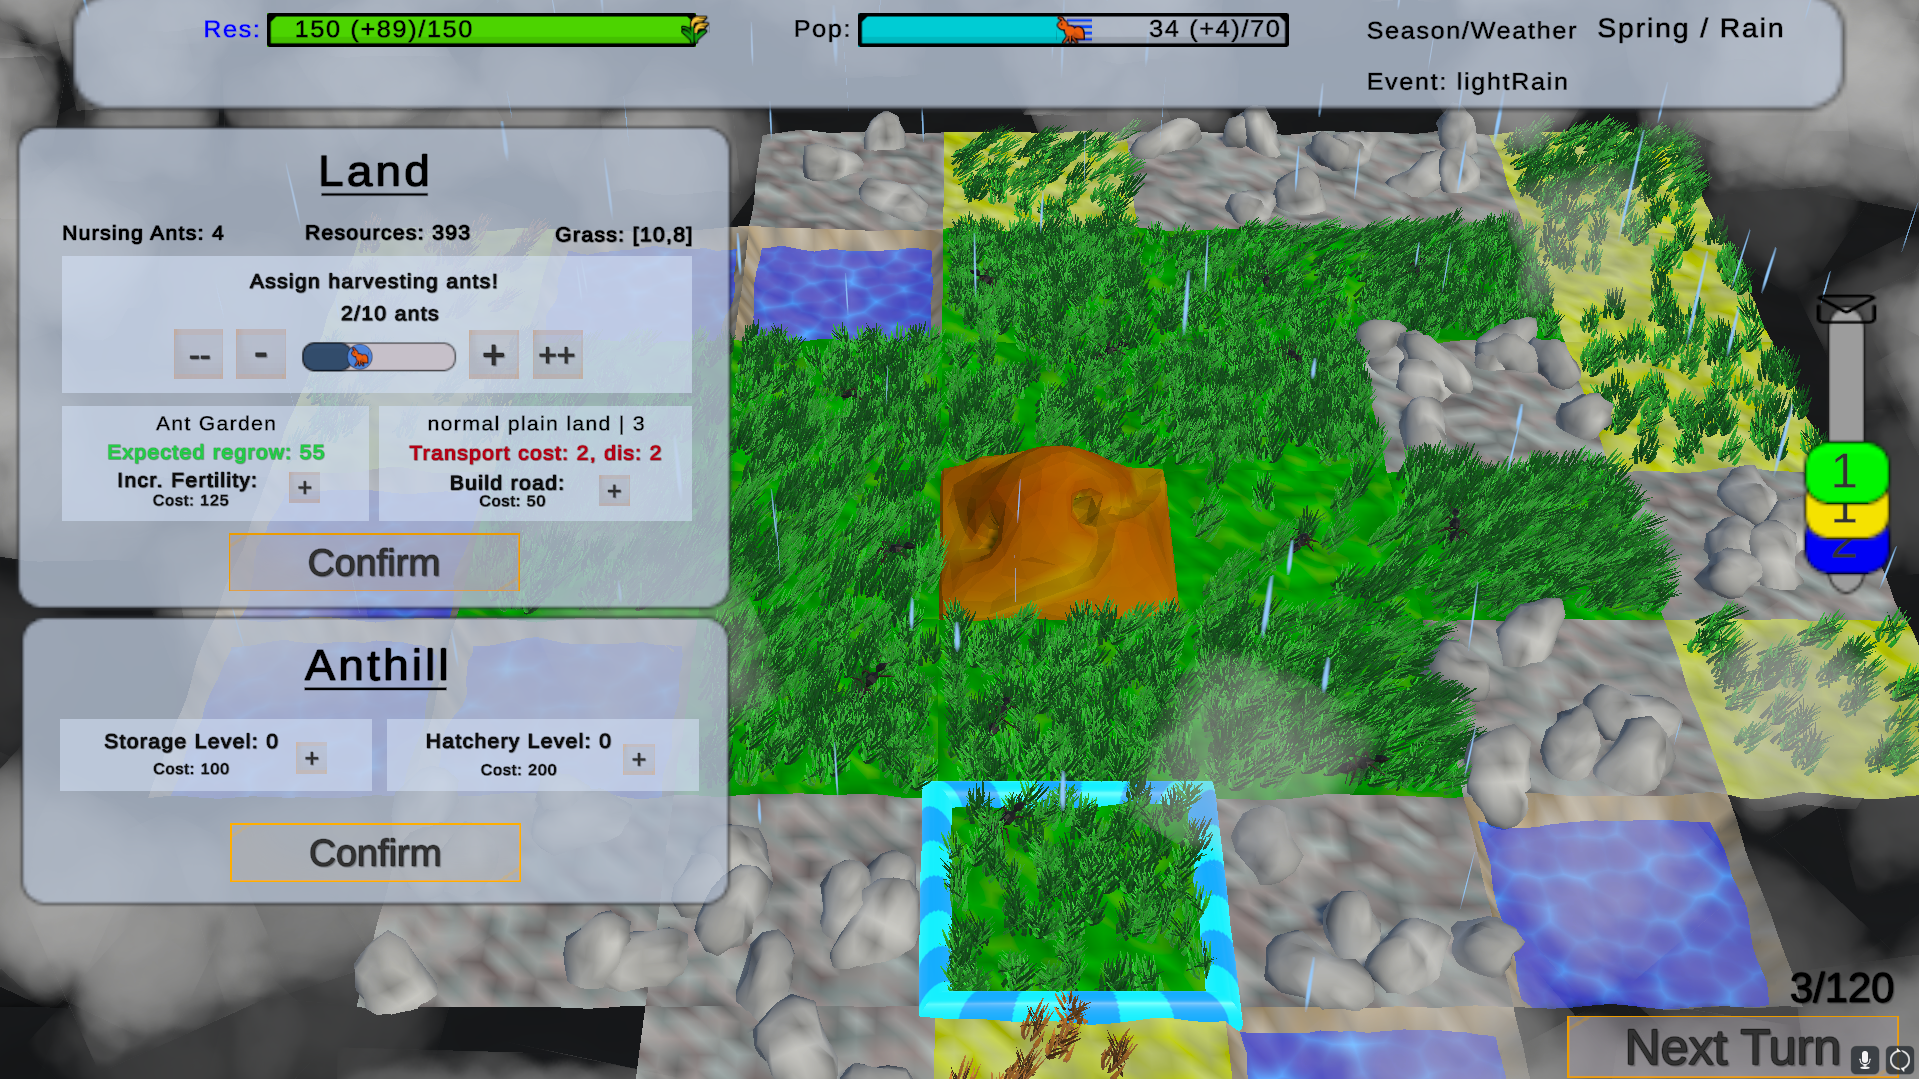 Res: 150 (+89)/150
Pop: 34 (+4)/70
Season/Weather Spring / Rain
Event: lightRain
Land
Nursing Ants: 4 Resources: 393 Grass: [10,8]
Assign harvesting ants!
2/10 ants
-- - + ++
Ant Garden
Expected regrow: 55
Incr. Fertility: +
Cost: 125
normal plain land | 3
Transport cost: 2, dis: 2
Build road: +
Cost: 50
Confirm
Anthill
Storage Level: 0 +
Cost: 100
Hatchery Level: 0 +
Cost: 200
Confirm
1
1
2
3/120
Next Turn